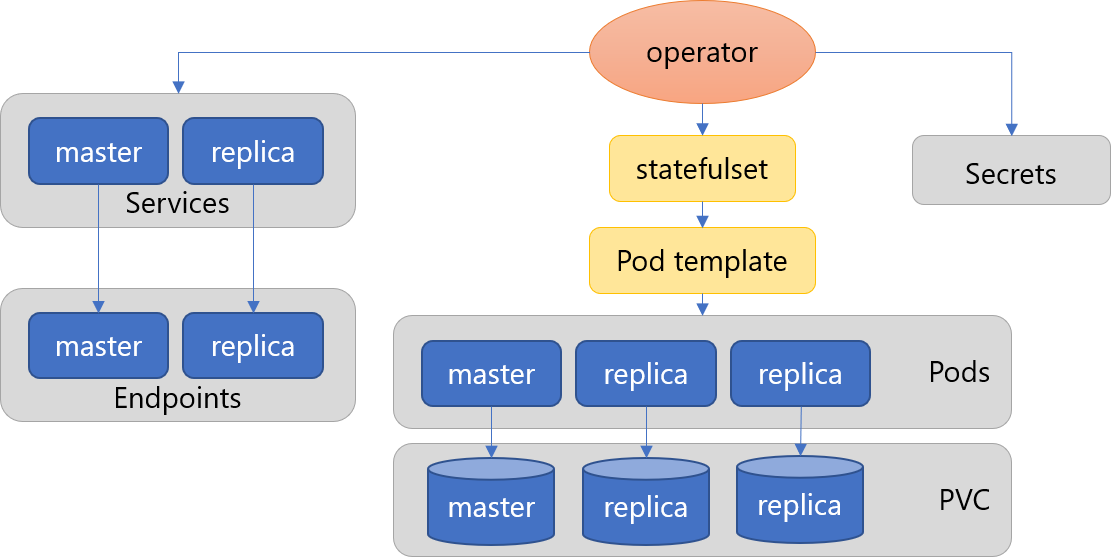 operator
master
replica
Services
statefulset
Secrets
Pod template
master
replica
Endpoints
master
replica
replica
Pods
master
replica
replica
PVC